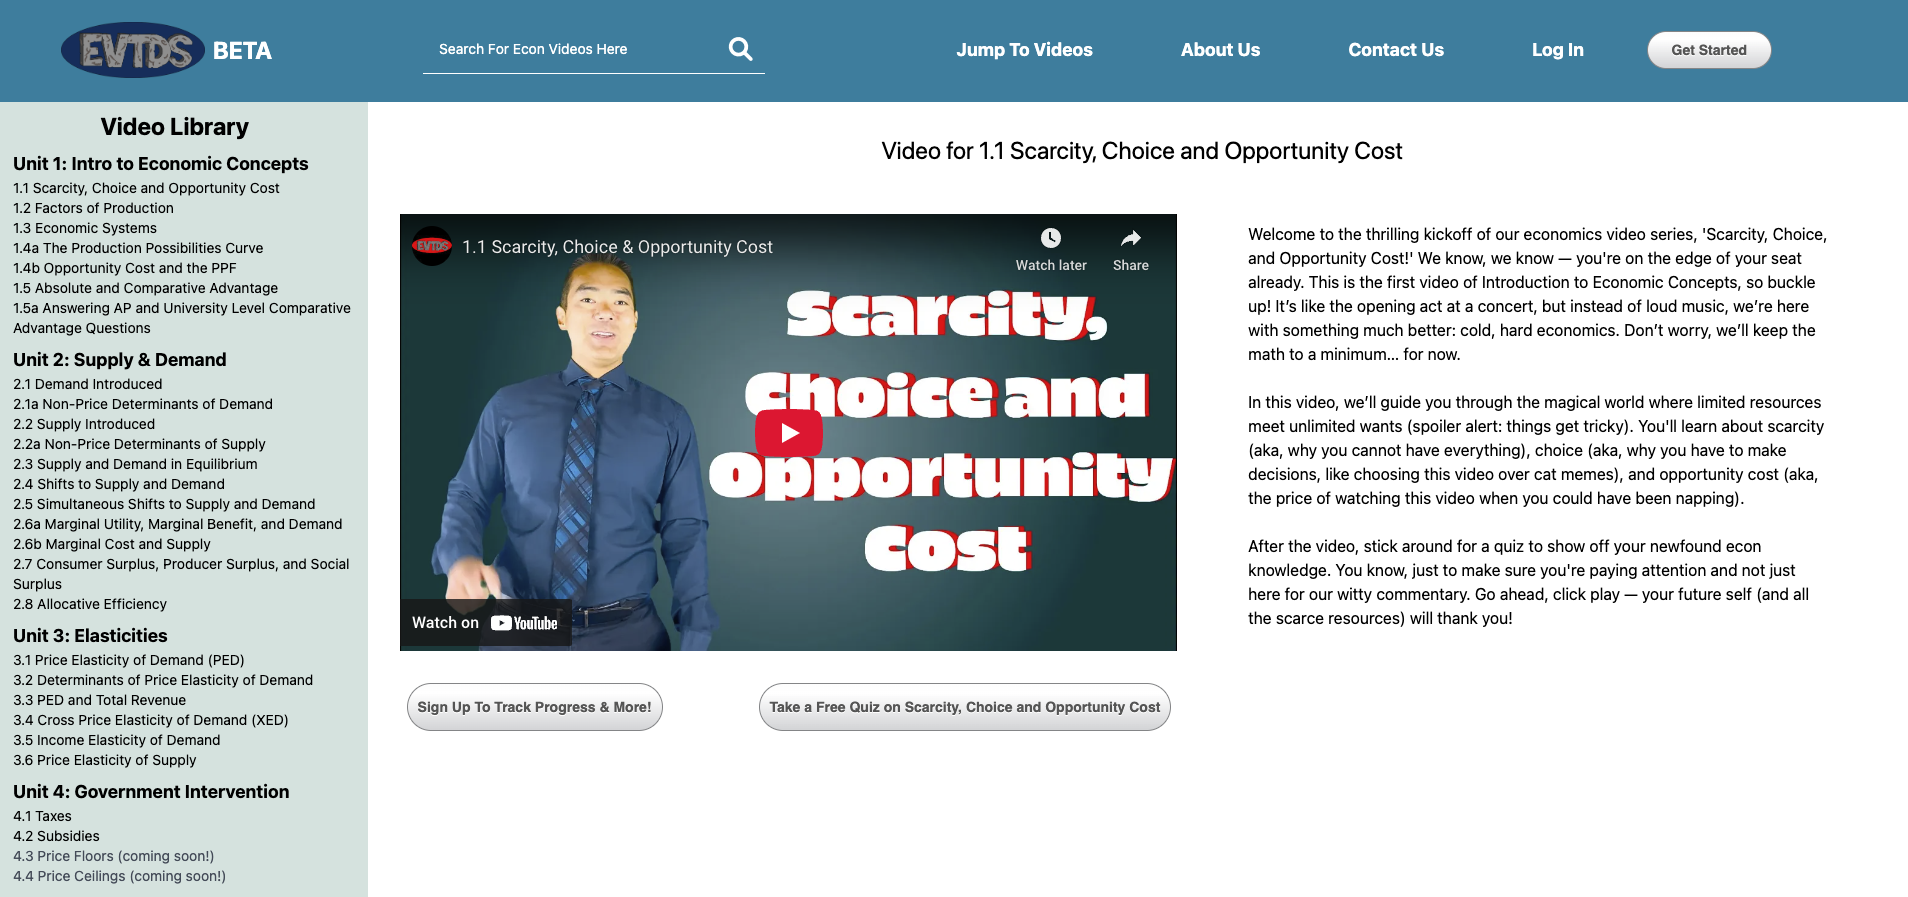 EVTDS BETA
Search For Econ Videos Here
Jump To Videos
About Us
Contact Us
Log In
Get Started
Video Library
Unit 1: Intro to Economic Concepts
1.1 Scarcity, Choice and Opportunity Cost
1.2 Factors of Production
1.3 Economic Systems
1.4a The Production Possibilities Curve
1.4b Opportunity Cost and the PPF
1.5 Absolute and Comparative Advantage
1.5a Answering AP and University Level Comparative
Advantage Questions
Unit 2: Supply & Demand
2.1 Demand Introduced
2.1a Non-Price Determinants of Demand
2.2 Supply Introduced
2.2a Non-Price Determinants of Supply
2.3 Supply and Demand in Equilibrium
2.4 Shifts to Supply and Demand
2.5 Simultaneous Shifts to Supply and Demand
2.6a Marginal Utility, Marginal Benefit, and Demand
2.6b Marginal Cost and Supply
2.7 Consumer Surplus, Producer Surplus, and Social
Surplus
2.8 Allocative Efficiency
Unit 3: Elasticities
3.1 Price Elasticity of Demand (PED)
3.2 Determinants of Price Elasticity of Demand
3.3 PED and Total Revenue
3.4 Cross Price Elasticity of Demand (XED)
3.5 Income Elasticity of Demand
3.6 Price Elasticity of Supply
Unit 4: Government Intervention
4.1 Taxes
4.2 Subsidies
4.3 Price Floors (coming soon!)
4.4 Price Ceilings (coming soon!)
Video for 1.1 Scarcity, Choice and Opportunity Cost
EVTDS
1.1 Scarcity, Choice & Opportunity Cost
Watch later
Share
Scarcity,
Choice and
Opportunity
Cost
Watch on YouTube
Sign Up To Track Progress & More!
Take a Free Quiz on Scarcity, Choice and Opportunity Cost
Welcome to the thrilling kickoff of our economics video series, 'Scarcity, Choice,
and Opportunity Cost!' We know, we know — you're on the edge of your seat
already. This is the first video of Introduction to Economic Concepts, so buckle
up! It’s like the opening act at a concert, but instead of loud music, we’re here
with something much better: cold, hard economics. Don’t worry, we’ll keep the
math to a minimum... for now.
In this video, we’ll guide you through the magical world where limited resources
meet unlimited wants (spoiler alert: things get tricky). You'll learn about scarcity
(aka, why you cannot have everything), choice (aka, why you have to make
decisions, like choosing this video over cat memes), and opportunity cost (aka,
the price of watching this video when you could have been napping).
After the video, stick around for a quiz to show off your newfound econ
knowledge. You know, just to make sure you're paying attention and not just
here for our witty commentary. Go ahead, click play — your future self (and all
the scarce resources) will thank you!